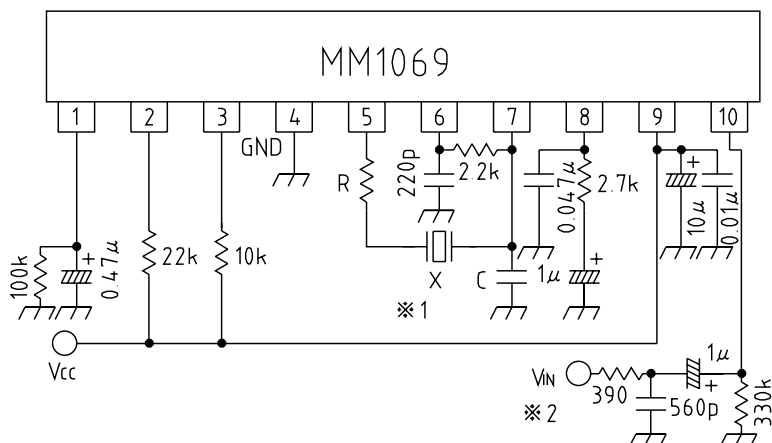 MM1069
1 2 3 4 5 6 7 8 9 10
GND
R
220p
2.2k
0.047μ
2.7k
+
10μ
0.01μ
100k
+
0.47μ
22k
10k
X
C
1μ
+
※1
Vcc
VIN
390
560p
1μ
+
330k
※2